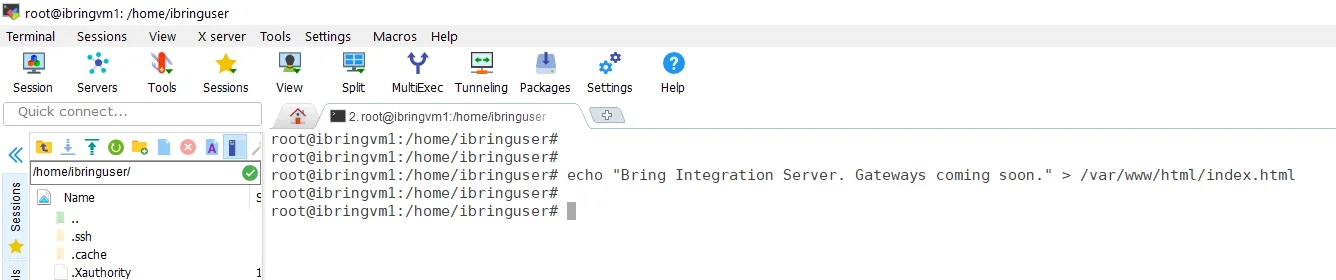 root@ibringvm1: /home/ibringuser
Terminal Sessions View X server Tools Settings Macros Help
Session Servers Tools Sessions View Split MultiExec Tunneling Packages Settings Help
Quick connect...
2. root@ibringvm1:/home/ibringuser
/home/ibringuser/
Name S
..
.ssh
.cache
.Xauthority 1
Sessions
ols
root@ibringvm1:/home/ibringuser#
root@ibringvm1:/home/ibringuser#
root@ibringvm1:/home/ibringuser# echo "Bring Integration Server. Gateways coming soon." > /var/www/html/index.html
root@ibringvm1:/home/ibringuser#
root@ibringvm1:/home/ibringuser#